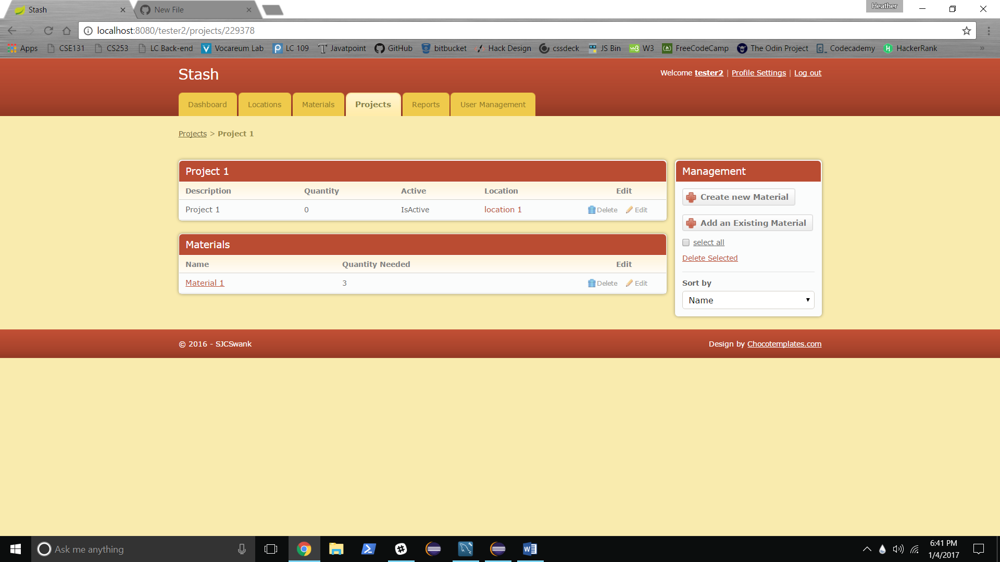 Stash
New File
Heather
localhost:8080/tester2/projects/229378
Apps CSE131 CS253 LC Back-end Vocareum Lab LC 109 Javatpoint GitHub bitbucket Hack Design cssdeck JS Bin W3 FreeCodeCamp The Odin Project Codecademy HackerRank »
Stash
Welcome tester2 | Profile Settings | Log out
Dashboard Locations Materials Projects Reports User Management
Projects > Project 1
Project 1
Description Quantity Active Location Edit
Project 1 0 IsActive location 1 Delete Edit
Materials
Name Quantity Needed Edit
Material 1 3 Delete Edit
Management
Create new Material
Add an Existing Material
select all
Delete Selected
Sort by
Name
© 2016 - SJCSwank
Design by Chocotemplates.com
Ask me anything
6:41 PM
1/4/2017